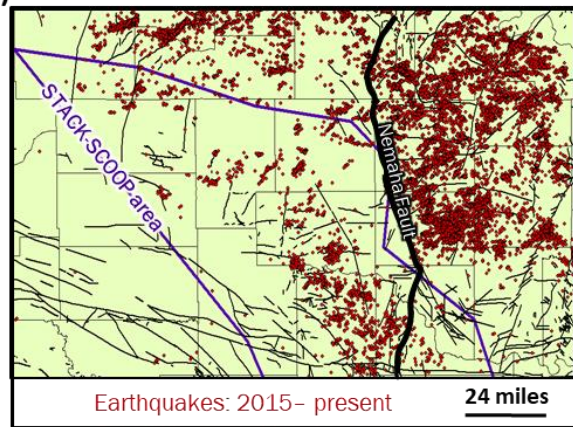 STACK-SCOOP-area
Nemaha Fault
Earthquakes: 2015– present
24 miles